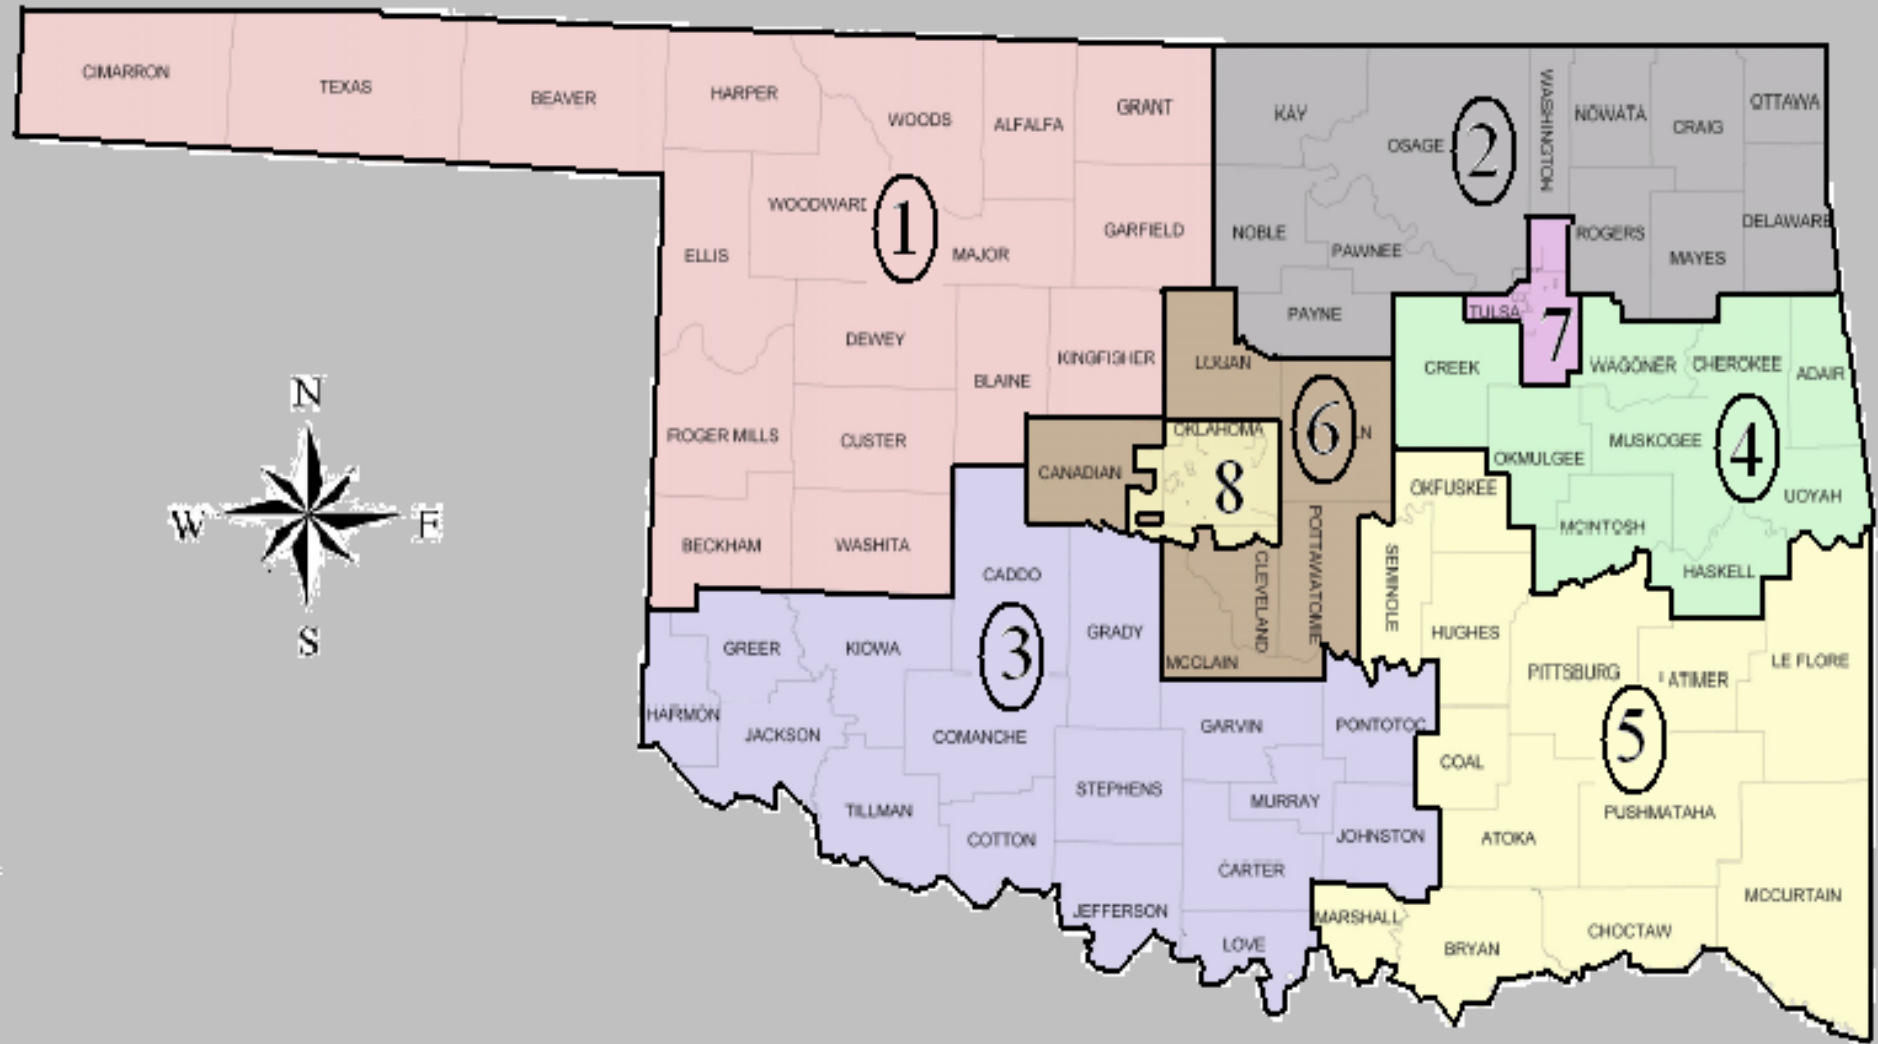 CIMARRON
TEXAS
BEAVER
HARPER
WOODS
ALFALFA
GRANT
KAY
OSAGE
2
WASHINGTON
NOWATA
CRAIG
OTTAWA
WOODWARD
1
MAJOR
GARFIELD
ELLIS
NOBLE
PAWNEE
ROGERS
MAYES
DELAWARE
DEWEY
BLAINE
KINGFISHER
LOGAN
PAYNE
TULSA
7
CREEK
WAGONER
CHEROKEE
ADAIR
N
W
E
S
ROGER MILLS
CUSTER
CANADIAN
OKLAHOMA
8
6
LN
OKMULGEE
MUSKOGEE
4
UOYAH
OKFUSKEE
MCINTOSH
HASKELL
BECKHAM
WASHITA
CADDO
GRADY
CLEVELAND
POTTAWATOMIE
SEMINOLE
HUGHES
MCCLAIN
GREER
KIOWA
3
PITTSBURG
LATIMER
LE FLORE
HARMON
JACKSON
COMANCHE
GARVIN
PONTOTOC
COAL
5
STEPHENS
MURRAY
TILLMAN
COTTON
JOHNSTON
ATOKA
PUSHMATAHA
CARTER
JEFFERSON
LOVE
MARSHALL
BRYAN
CHOCTAW
MCCURTAIN